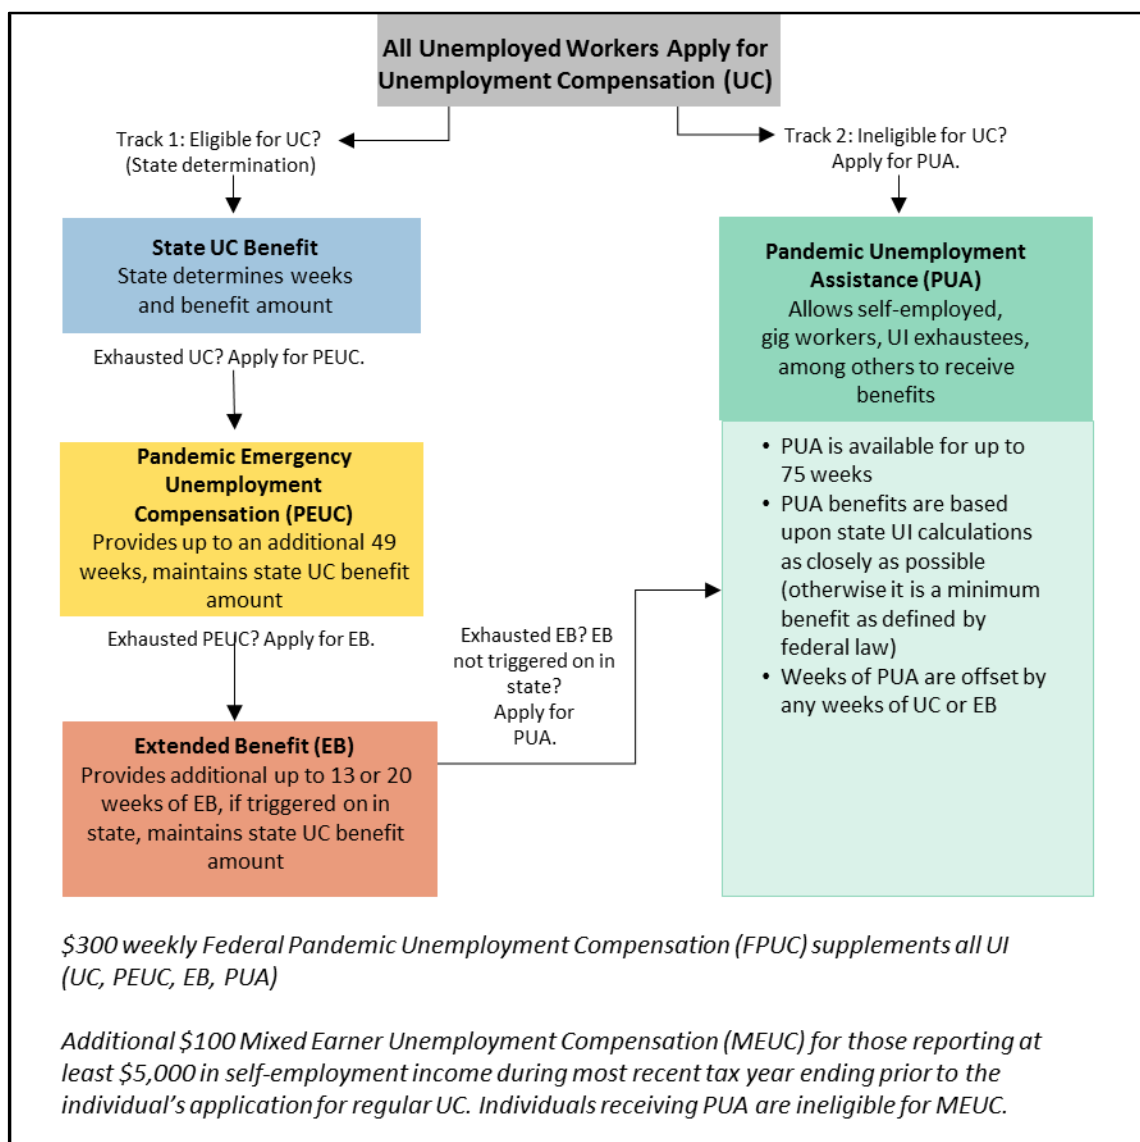 All Unemployed Workers Apply for
Unemployment Compensation (UC)
Track 1: Eligible for UC?
(State determination)
Track 2: Ineligible for UC?
Apply for PUA.
State UC Benefit
State determines weeks
and benefit amount
Exhausted UC? Apply for PEUC.
Pandemic Emergency
Unemployment
Compensation (PEUC)
Provides up to an additional 49
weeks, maintains state UC benefit
amount
Exhausted PEUC? Apply for EB.
Extended Benefit (EB)
Provides additional up to 13 or 20
weeks of EB, if triggered on in
state, maintains state UC benefit
amount
Exhausted EB? EB
not triggered on in
state?
Apply for
PUA.
Pandemic Unemployment
Assistance (PUA)
Allows self-employed,
gig workers, UI exhaustees,
among others to receive
benefits
• PUA is available for up to
75 weeks
• PUA benefits are based
upon state UI calculations
as closely as possible
(otherwise it is a minimum
benefit as defined by
federal law)
• Weeks of PUA are offset by
any weeks of UC or EB
$300 weekly Federal Pandemic Unemployment Compensation (FPUC) supplements all UI
(UC, PEUC, EB, PUA)
Additional $100 Mixed Earner Unemployment Compensation (MEUC) for those reporting at
least $5,000 in self-employment income during most recent tax year ending prior to the
individual's application for regular UC. Individuals receiving PUA are ineligible for MEUC.